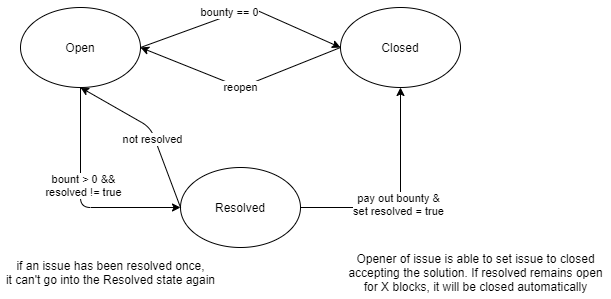 bounty == 0
Open
Closed
reopen
not resolved
bount > 0 &&
resolved != true
Resolved
pay out bounty &
set resolved = true
if an issue has been resolved once,
it can't go into the Resolved state again
Opener of issue is able to set issue to closed
accepting the solution. If resolved remains open
for X blocks, it will be closed automatically